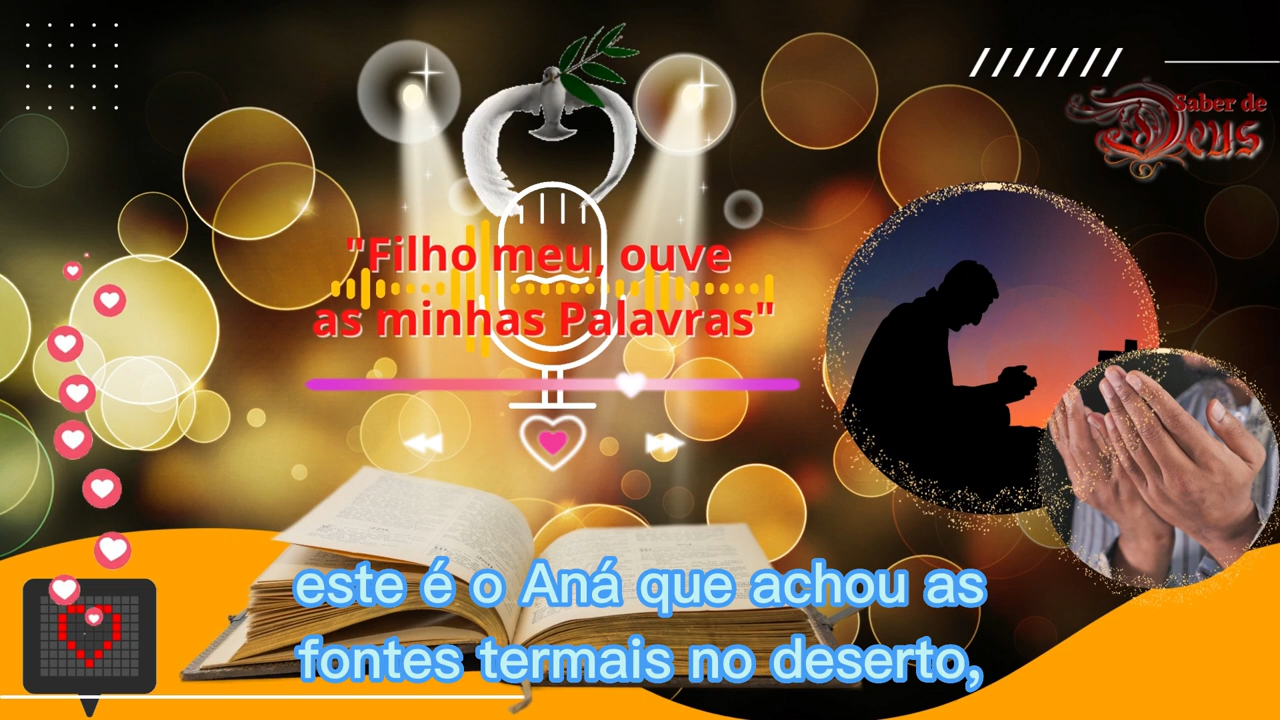 Saber de
Deus
"Filho meu, ouve
as minhas Palavras"
este é o Aná que achou as
fontes termais no deserto,